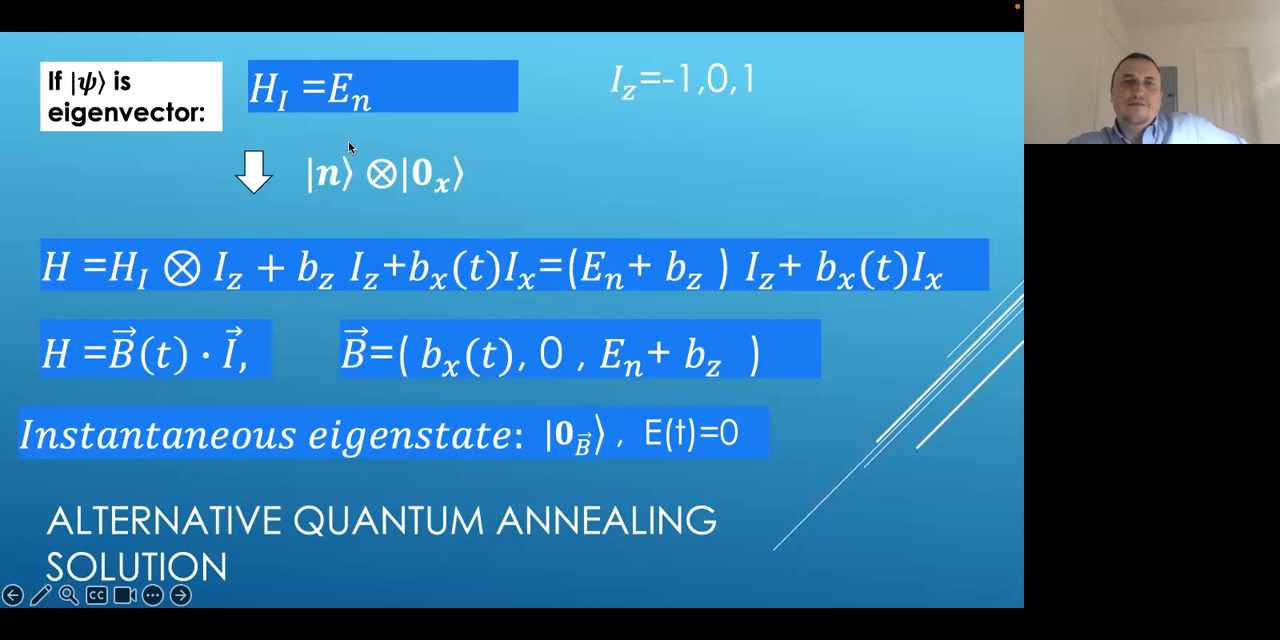 If |ψ⟩ is
eigenvector:
H_I =E_n
I_z=-1,0,1
|n⟩ ⊗|0_x⟩
H =H_I ⊗ I_z + b_z I_z+b_x(t)I_x=(E_n+ b_z ) I_z+ b_x(t)I_x
H =B⃗(t) · I⃗,
B⃗=( b_x(t), 0 , E_n+ b_z )
Instantaneous eigenstate: |0_B⃗⟩ , E(t)=0
ALTERNATIVE QUANTUM ANNEALING
SOLUTION
CC